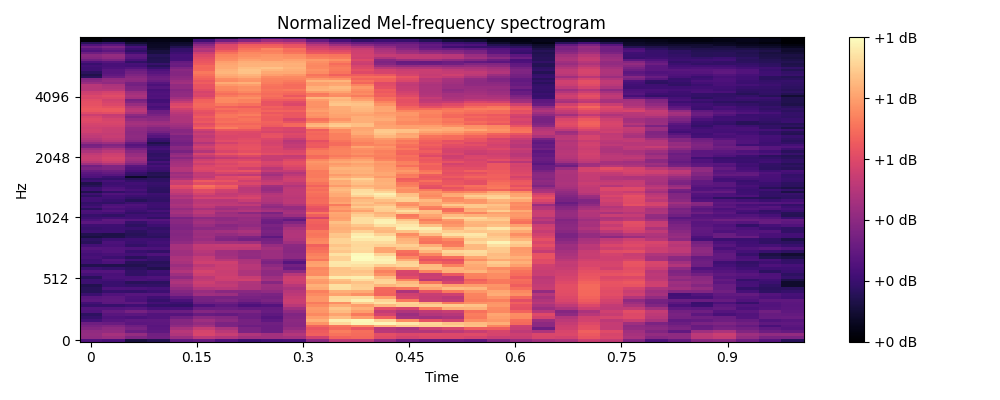 Normalized Mel-frequency spectrogram
Hz
4096
2048
1024
512
0
0 0.15 0.3 0.45 0.6 0.75 0.9
Time
+1 dB
+1 dB
+1 dB
+0 dB
+0 dB
+0 dB